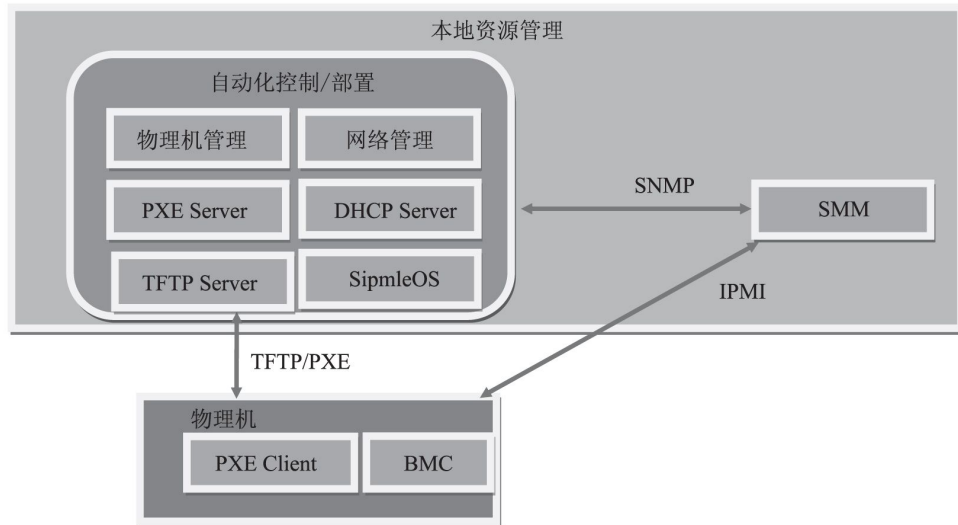 本地资源管理
自动化控制/部置
物理机管理
网络管理
PXE Server
DHCP Server
TFTP Server
SipmleOS
SNMP
SMM
IPMI
TFTP/PXE
物理机
PXE Client
BMC